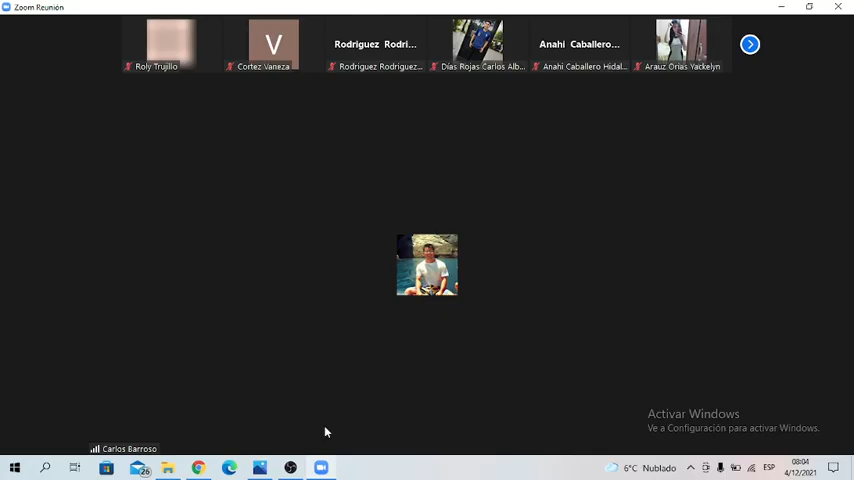 Zoom Reunión
V
Rodriguez Rodri...
Anahi Caballero...
Roly Trujillo
Cortez Vaneza
Rodriguez Rodriguez...
Días Rojas Carlos Alb...
Anahi Caballero Hidal...
Arauz Orias Yackelyn
Activar Windows
Ve a Configuración para activar Windows.
Carlos Barroso
26
6°C Nublado
ESP
08:04
4/12/2021